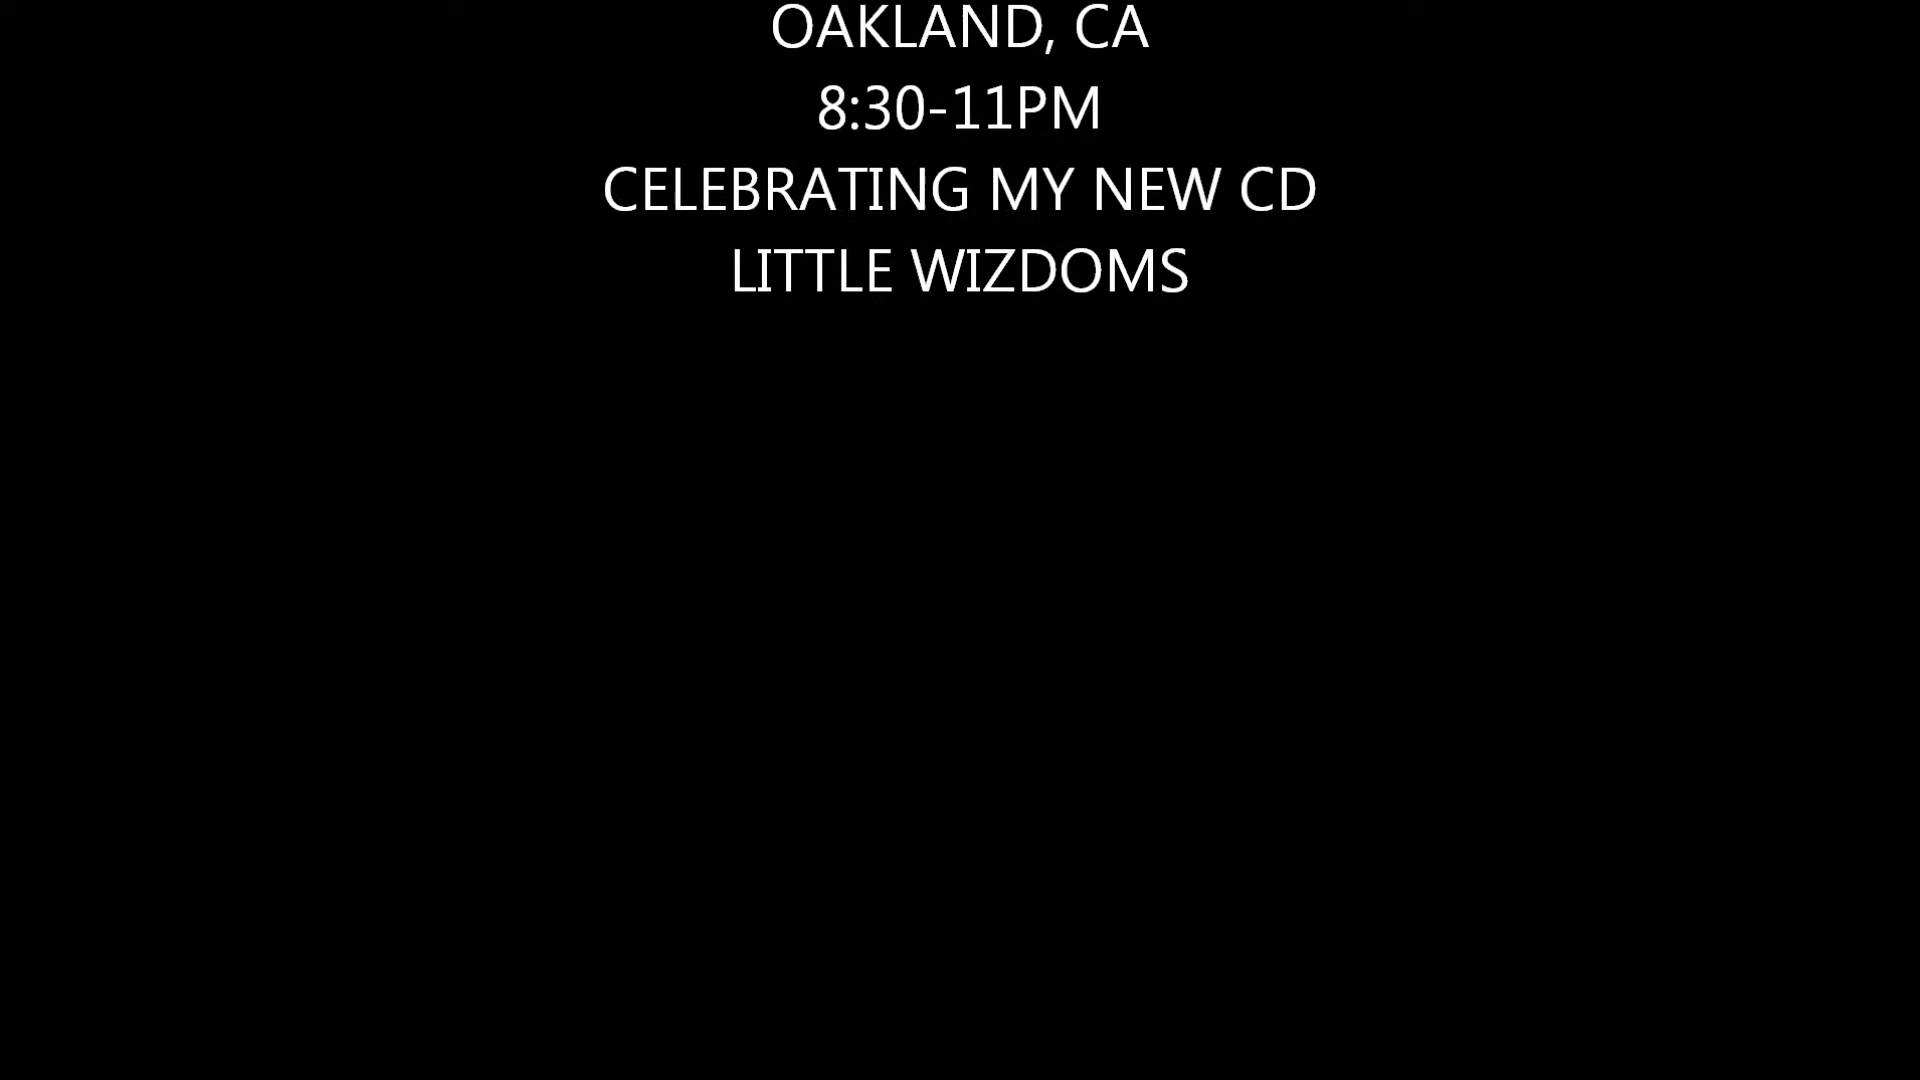 OAKLAND, CA
8:30-11PM
CELEBRATING MY NEW CD
LITTLE WIZDOMS